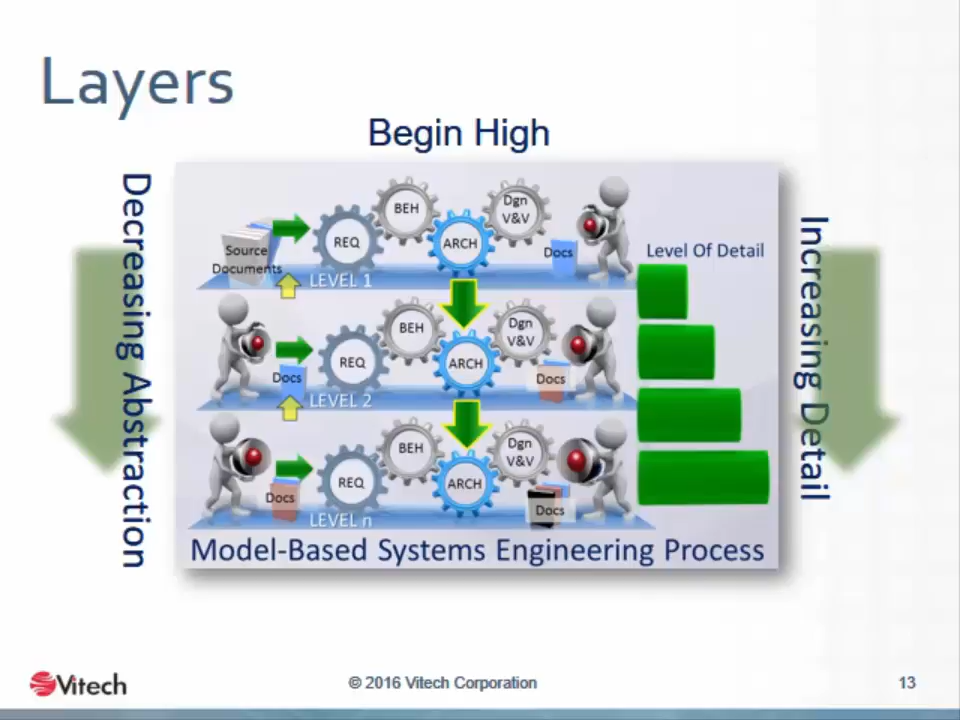 Layers
Begin High
Decreasing Abstraction
Increasing Detail
BEH
Dgn
V&V
REQ
ARCH
Source
Documents
Docs
Level Of Detail
LEVEL 1
BEH
Dgn
V&V
REQ
ARCH
Docs
Docs
LEVEL 2
BEH
Dgn
V&V
REQ
ARCH
Docs
Docs
LEVEL n
Model-Based Systems Engineering Process
Vitech
© 2016 Vitech Corporation
13